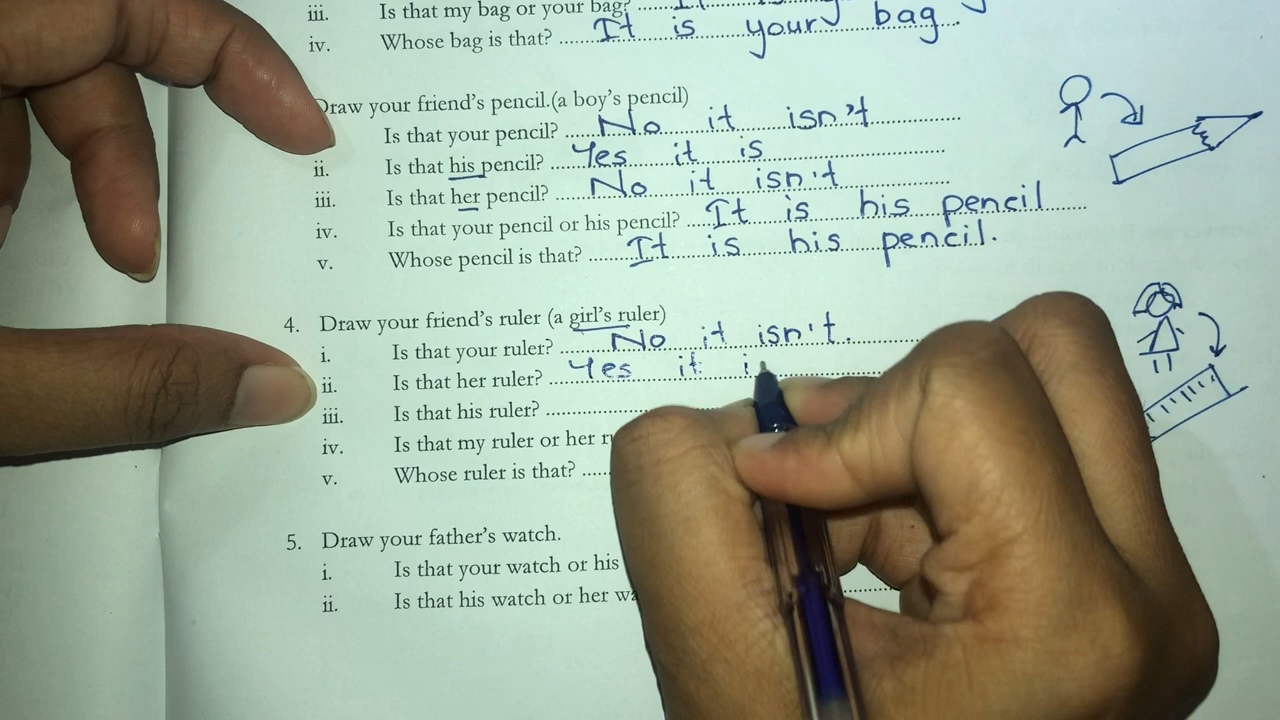 iii. Is that my bag or your bag?
iv. Whose bag is that? It is your bag.
Draw your friend's pencil.(a boy's pencil)
Is that your pencil? No it isn't
ii. Is that his pencil? Yes it is
iii. Is that her pencil? No it isn't
iv. Is that your pencil or his pencil? It is his pencil
v. Whose pencil is that? It is his pencil.
4. Draw your friend's ruler (a girl's ruler)
i. Is that your ruler? No it isn't.
ii. Is that her ruler? Yes it i
iii. Is that his ruler?
iv. Is that my ruler or her
v. Whose ruler is that?
5. Draw your father's watch.
i. Is that your watch or his
ii. Is that his watch or her